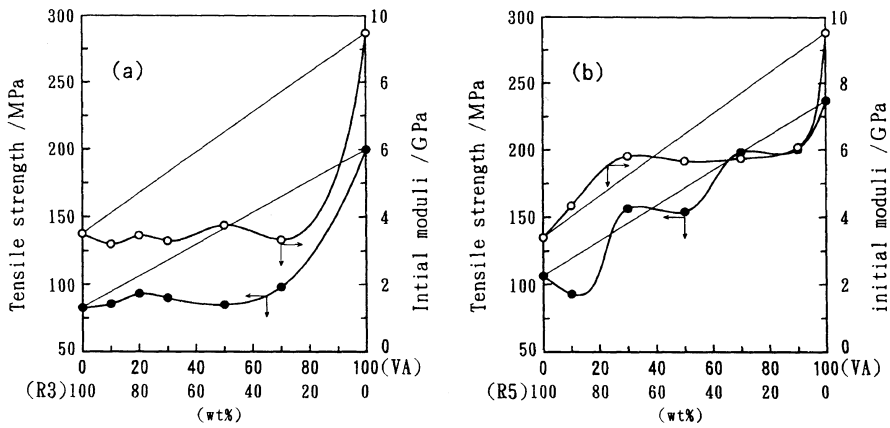 (a)
Tensile strength /MPa
300
250
200
150
100
50
10
8
6
6
4
2
0
Intial moduli /GPa
0 20 40 60 80 100(VA)
(R3)100 80 60 40 20 0
(wt%)
(b)
Tensile strength /MPa
300
250
200
150
100
50
10
8
6
4
2
0
initial moduli /GPa
0 20 40 60 80 100(VA)
(R5)100 80 60 40 20 0
(wt%)